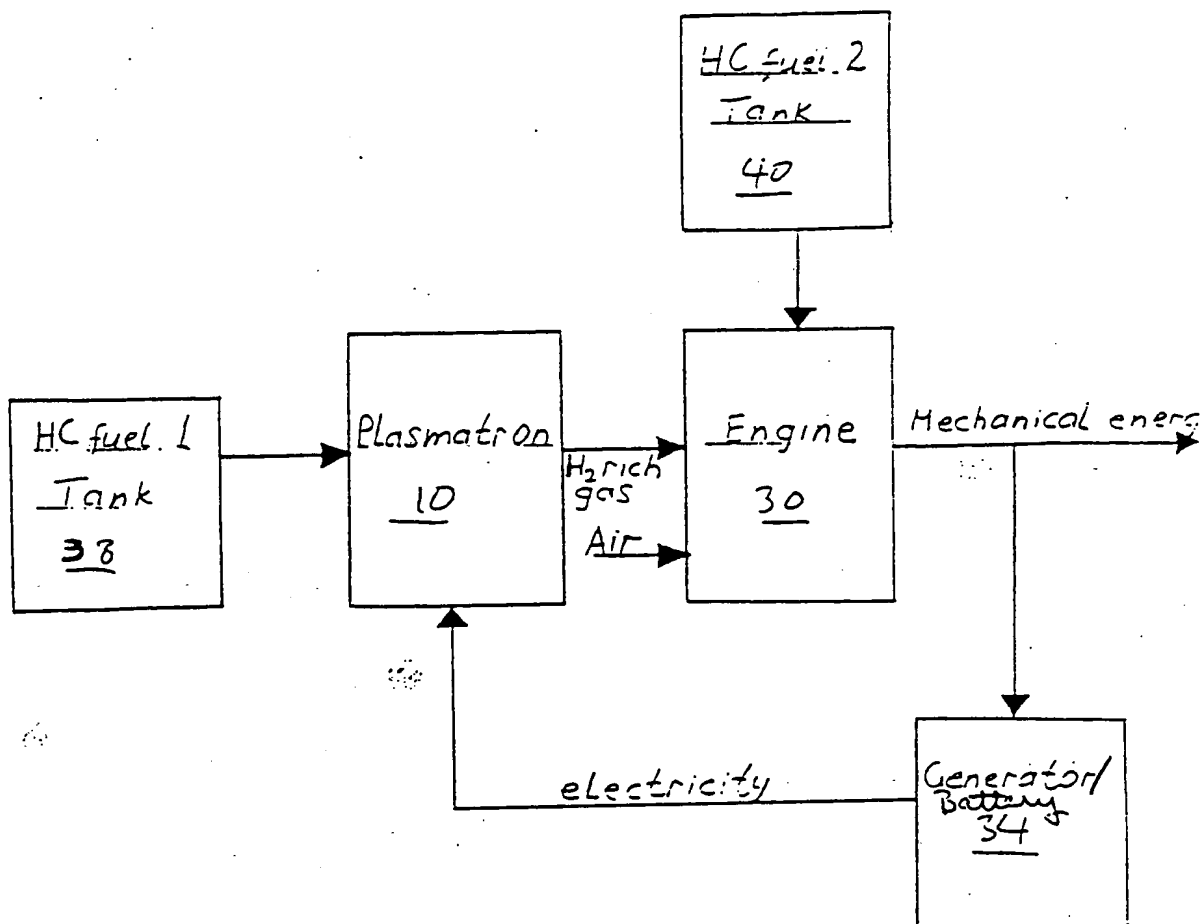 HC fuel 2
Tank
40
HC fuel 1
Tank
38
Plasmatron
10
H₂ rich
gas
Air
Engine
30
Mechanical energ
electricity
Generator/
Battery
34